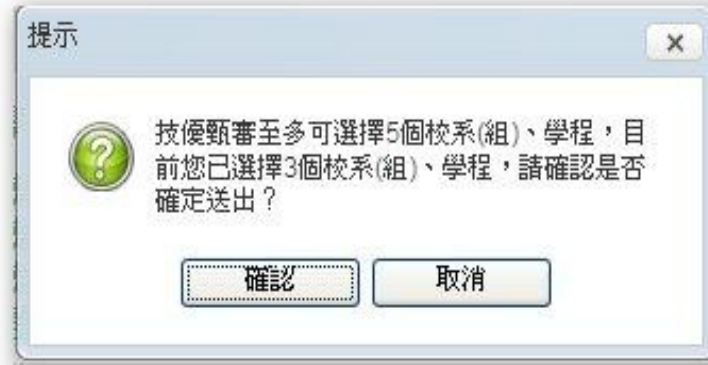 提示
技優甄審至多可選擇5個校系(組)、學程，目
前您已選擇3個校系(組)、學程，請確認是否
確定送出？
確認
取消